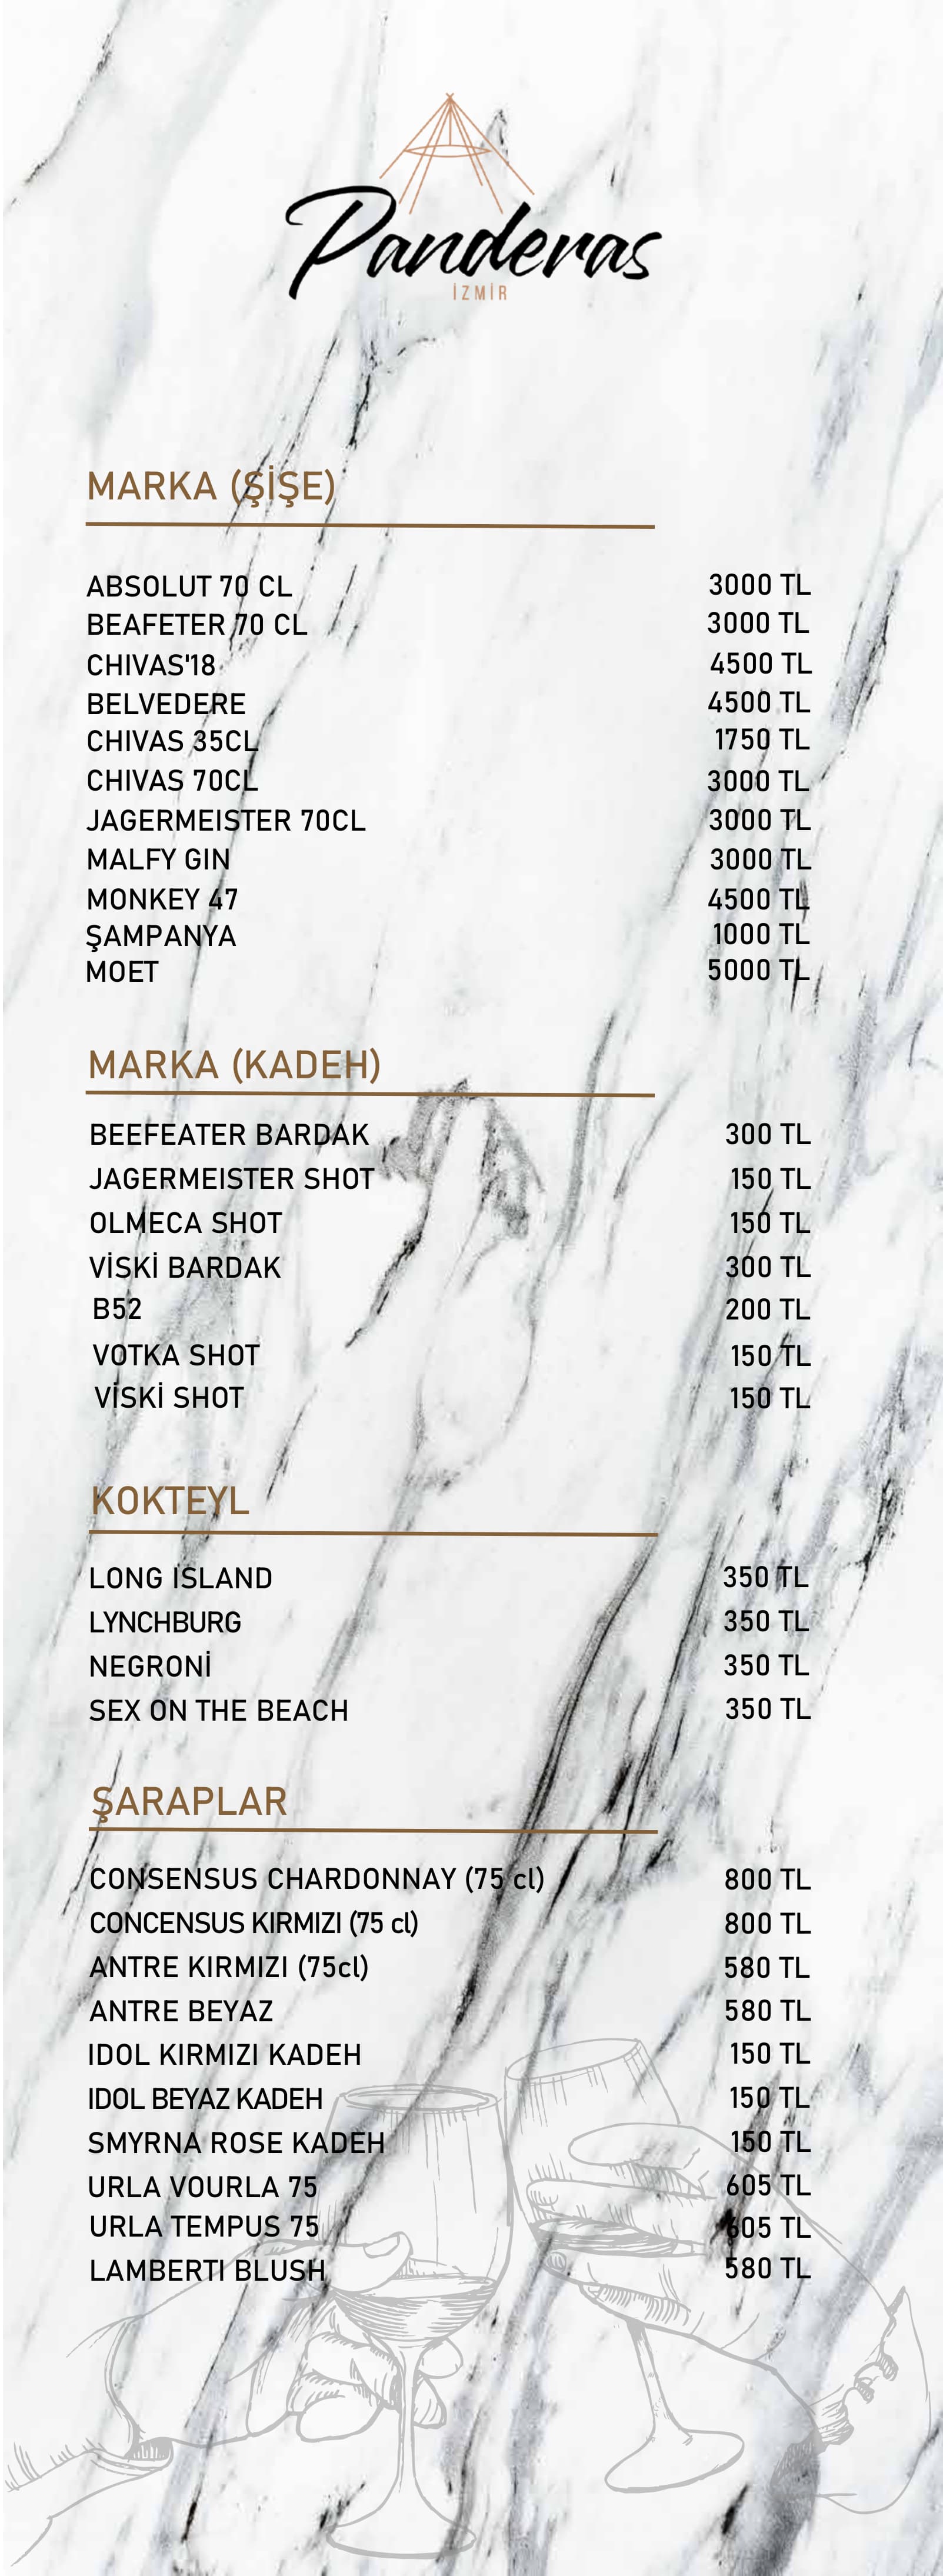 Panderas
İZMİR
MARKA (ŞİŞE)
ABSOLUT 70 CL 3000 TL
BEAFETER 70 CL 3000 TL
CHIVAS'18 4500 TL
BELVEDERE 4500 TL
CHIVAS 35CL 1750 TL
CHIVAS 70CL 3000 TL
JAGERMEISTER 70CL 3000 TL
MALFY GIN 3000 TL
MONKEY 47 4500 TL
ŞAMPANYA 1000 TL
MOET 5000 TL
MARKA (KADEH)
BEEFEATER BARDAK 300 TL
JAGERMEISTER SHOT 150 TL
OLMECA SHOT 150 TL
VİSKİ BARDAK 300 TL
B52 200 TL
VOTKA SHOT 150 TL
VİSKİ SHOT 150 TL
KOKTEYL
LONG ISLAND 350 TL
LYNCHBURG 350 TL
NEGRONİ 350 TL
SEX ON THE BEACH 350 TL
ŞARAPLAR
CONSENSUS CHARDONNAY (75 cl) 800 TL
CONCENSUS KIRMIZI (75 cl) 800 TL
ANTRE KIRMIZI (75cl) 580 TL
ANTRE BEYAZ 580 TL
IDOL KIRMIZI KADEH 150 TL
IDOL BEYAZ KADEH 150 TL
SMYRNA ROSE KADEH 150 TL
URLA VOURLA 75 605 TL
URLA TEMPUS 75 605 TL
LAMBERTI BLUSH 580 TL